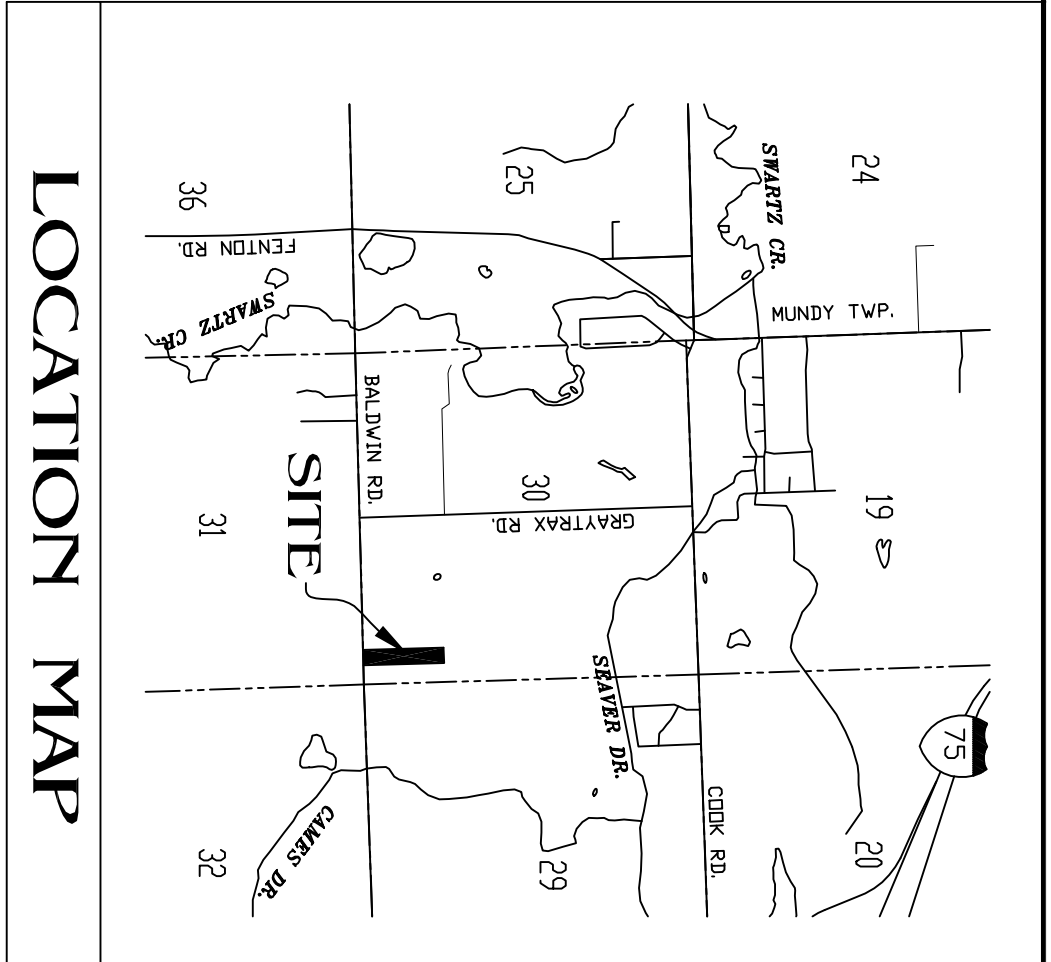 24
19
20
75
SWARTZ CR.
MUNDY TWP.
COOK RD.
25
30
29
GRAYTRAX RD.
SEAVER DR.
FENTON RD.
BALDWIN RD.
SITE
SWARTZ CR.
36
31
32
CAMES DR.
LOCATION MAP